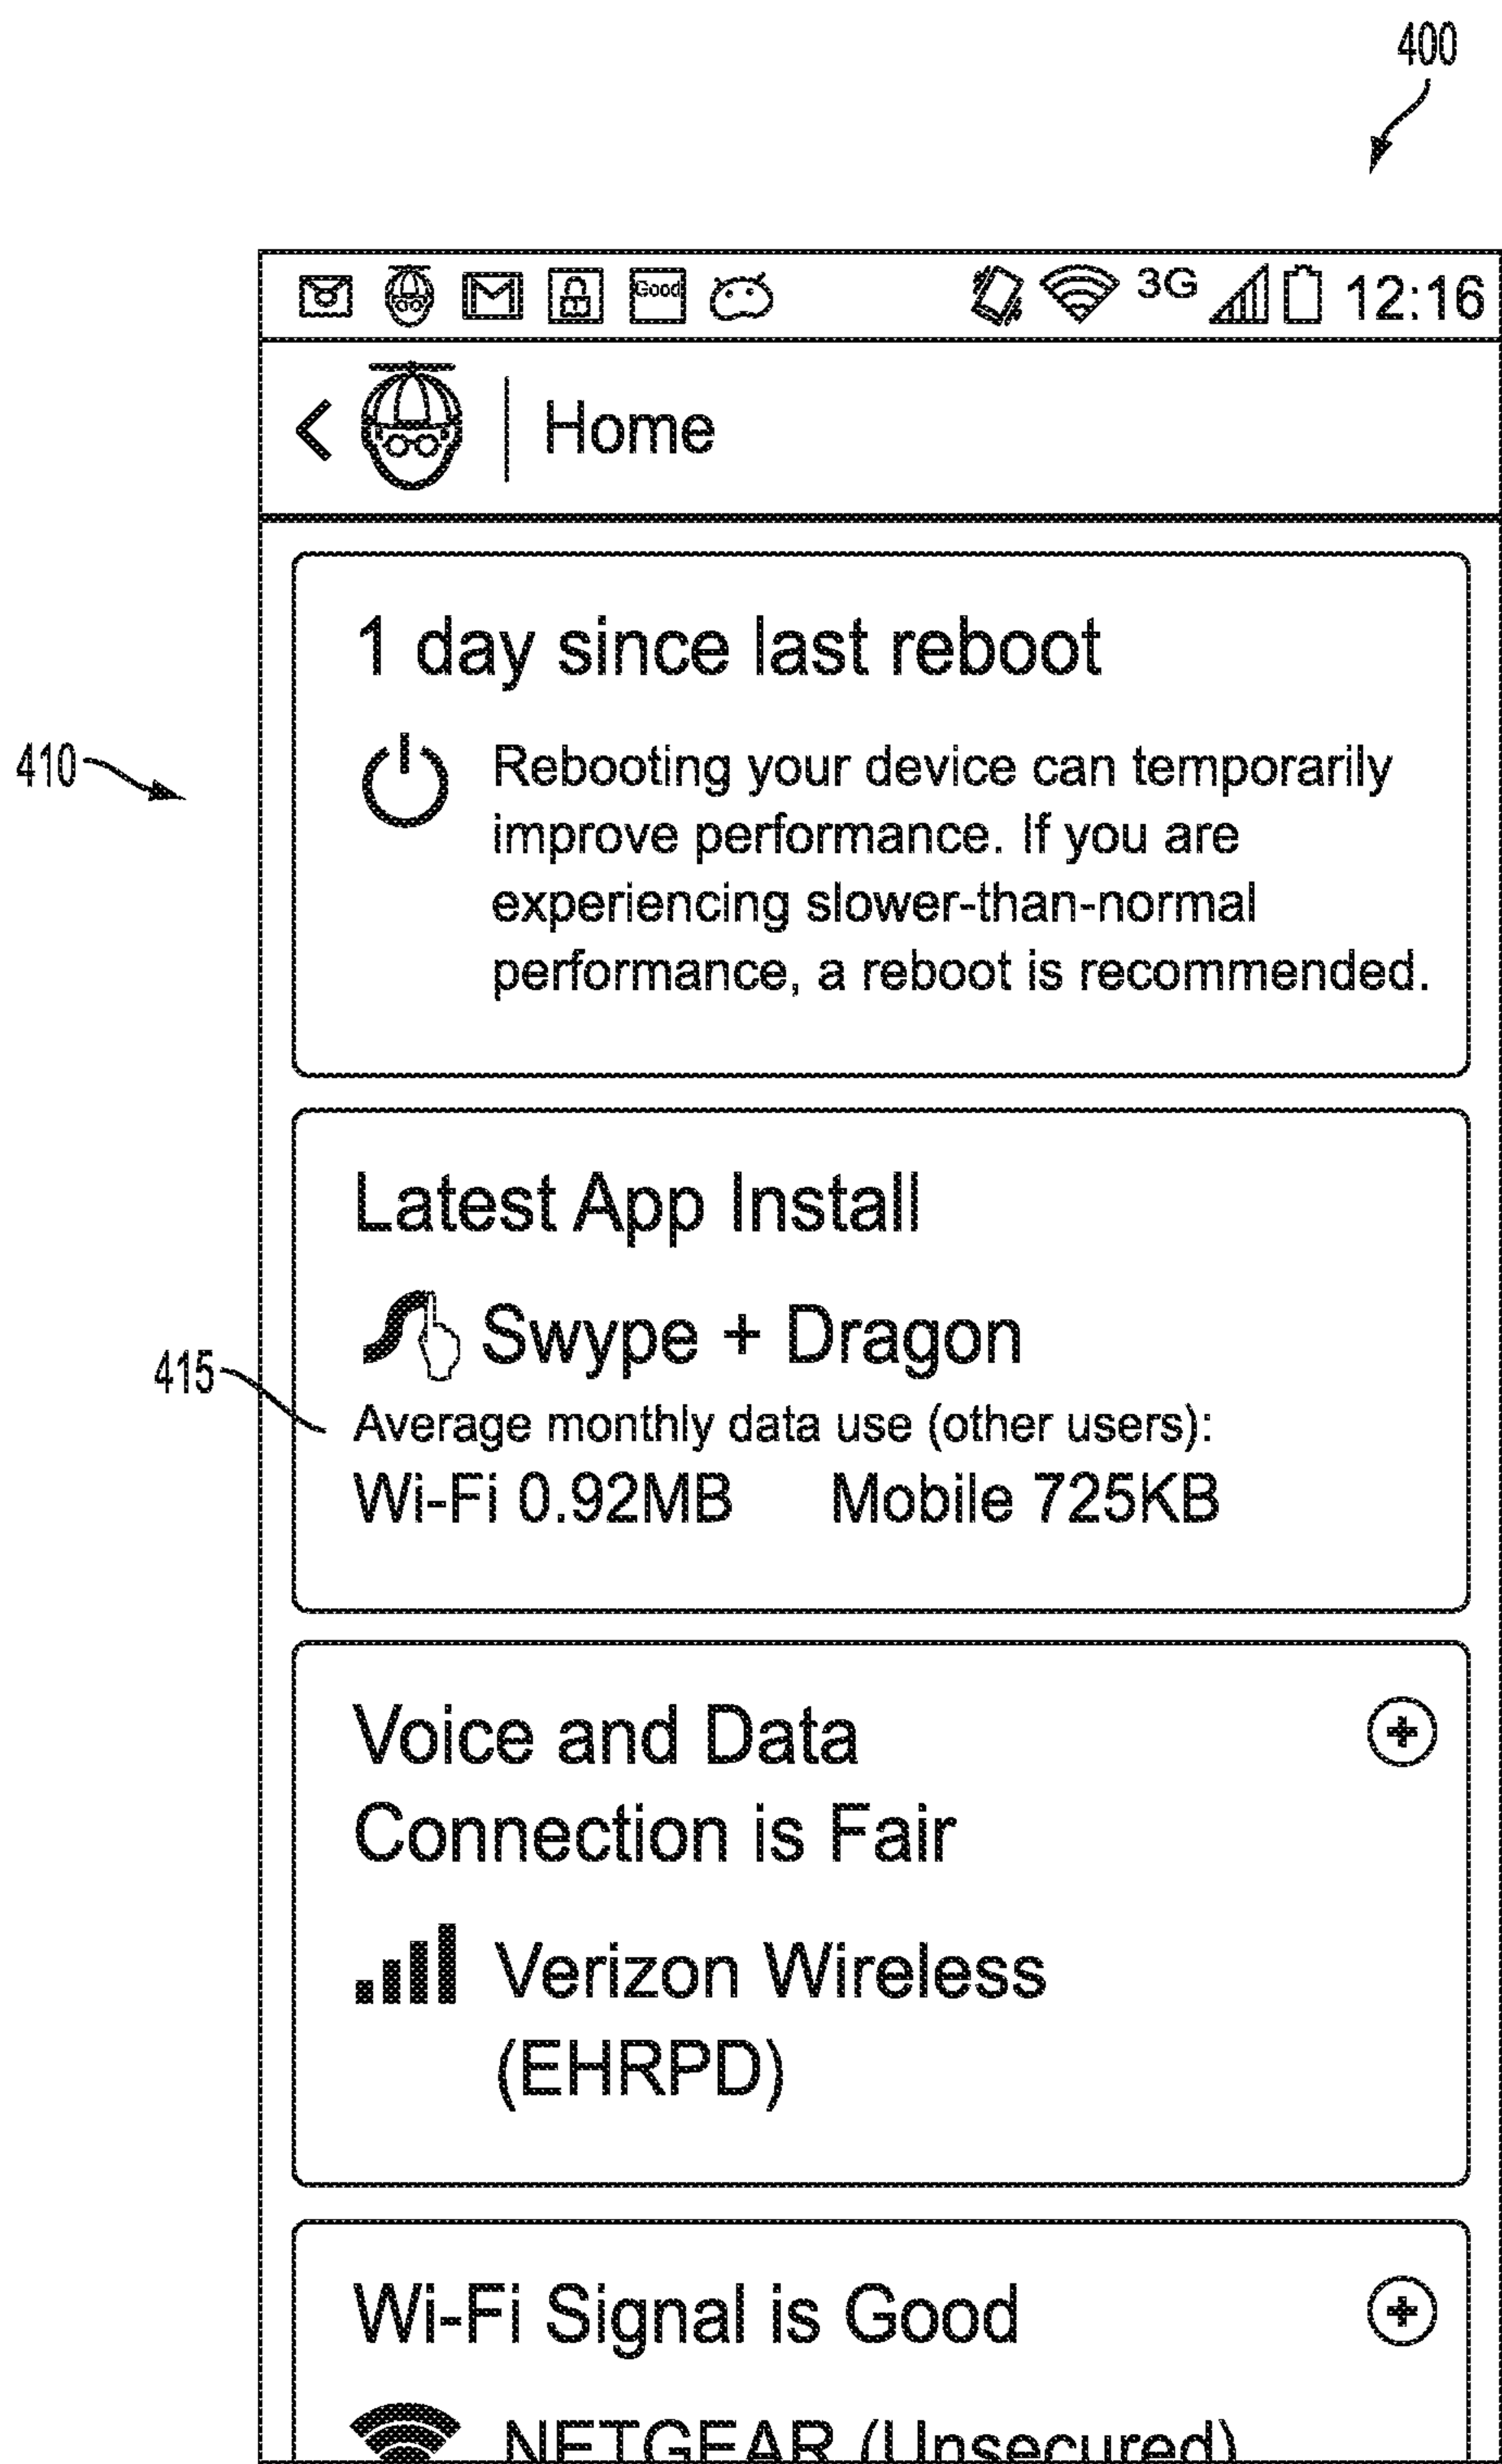 400
Good 3G 12:16
Home
410
1 day since last reboot
Rebooting your device can temporarily
improve performance. If you are
experiencing slower-than-normal
performance, a reboot is recommended.
Latest App Install
Swype + Dragon
415
Average monthly data use (other users):
Wi-Fi 0.92MB Mobile 725KB
Voice and Data
Connection is Fair
Verizon Wireless
(EHRPD)
Wi-Fi Signal is Good
NETGEAR (Unsecured)